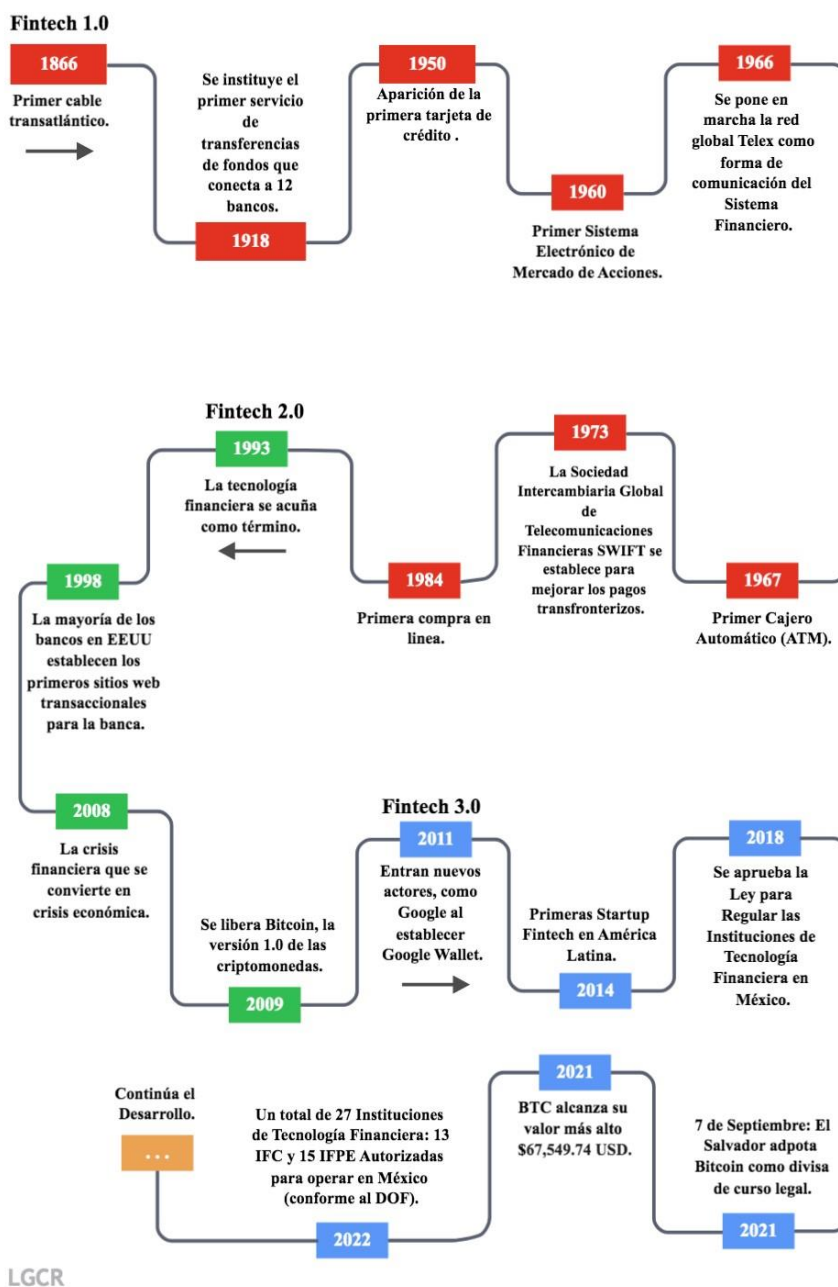 Fintech 1.0
1866
Primer cable
transatlántico.
Se instituye el
primer servicio
de
transferencias
de fondos que
conecta a 12
bancos.
1918
1950
Aparición de la
primera tarjeta de
crédito .
1960
Primer Sistema
Electrónico de
Mercado de Acciones.
1966
Se pone en
marcha la red
global Telex como
forma de
comunicación del
Sistema
Financiero.
1967
Primer Cajero
Automático (ATM).
1973
La Sociedad
Intercambiaria Global
de
Telecomunicaciones
Financieras SWIFT se
establece para
mejorar los pagos
transfronterizos.
1984
Primera compra en
linea.
Fintech 2.0
1993
La tecnología
financiera se acuña
como término.
1998
La mayoría de los
bancos en EEUU
establecen los
primeros sitios web
transaccionales
para la banca.
2008
La crisis
financiera que se
convierte en
crisis económica.
Se libera Bitcoin, la
versión 1.0 de las
criptomonedas.
2009
Fintech 3.0
2011
Entran nuevos
actores, como
Google al
establecer
Google Wallet.
Primeras Startup
Fintech en América
Latina.
2014
2018
Se aprueba la
Ley para
Regular las
Instituciones de
Tecnología
Financiera en
México.
7 de Septiembre: El
Salvador adpota
Bitcoin como divisa
de curso legal.
2021
2021
BTC alcanza su
valor más alto
$67,549.74 USD.
Un total de 27 Instituciones
de Tecnología Financiera: 13
IFC y 15 IFPE Autorizadas
para operar en México
(conforme al DOF).
2022
Continúa el
Desarrollo.
...
LGCR